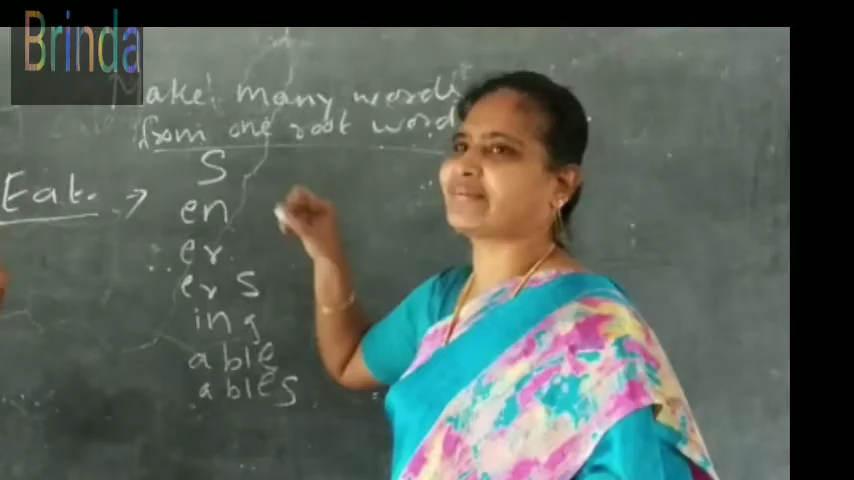 Brinda
Make many words
from one root word
Eat. → s
en
er
ers
ing
able
ables